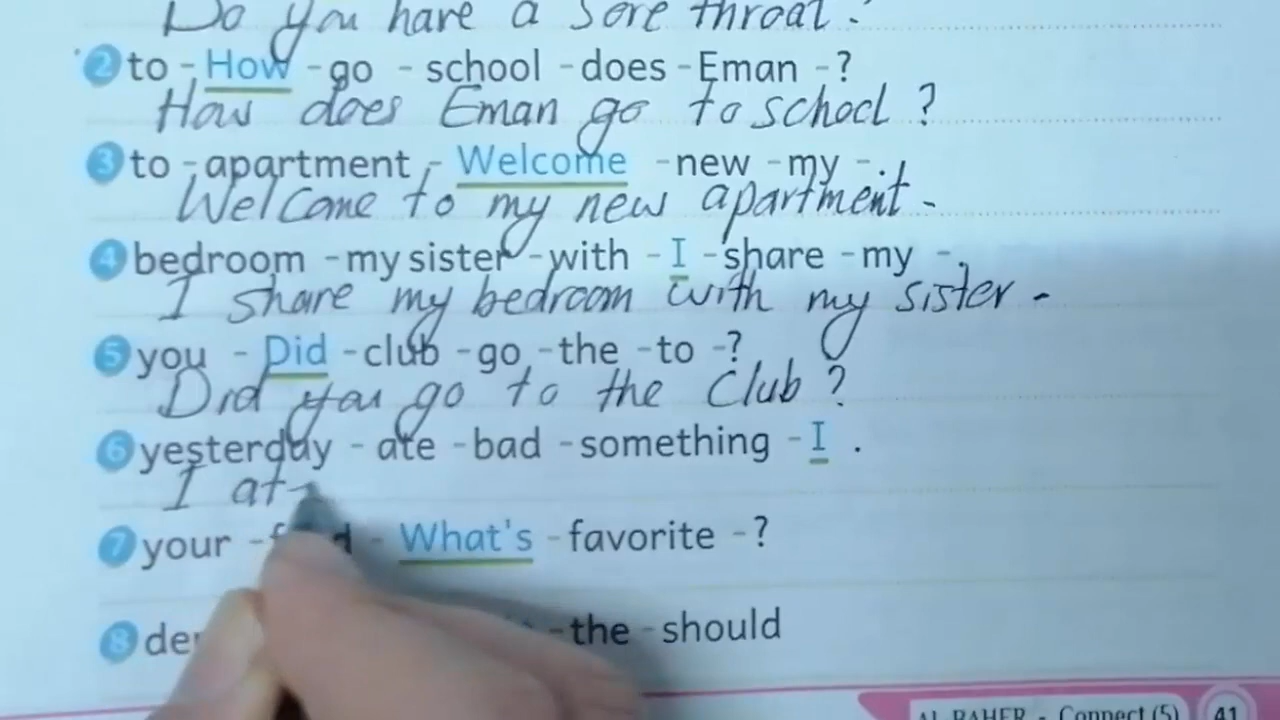 Do you have a sore throat?
2 to - How - go - school - does - Eman - ?
How does Eman go to school ?
3 to - apartment - Welcome - new - my - .
Welcome to my new apartment .
4 bedroom - my sister - with - I - share - my - .
I share my bedroom with my sister .
5 you - Did - club - go - the - to - ?
Did you go to the Club ?
6 yesterday - ate - bad - something - I .
I at
7 your - - What's - favorite - ?
8 - the - should
AL BAHER - Connect (5) 41